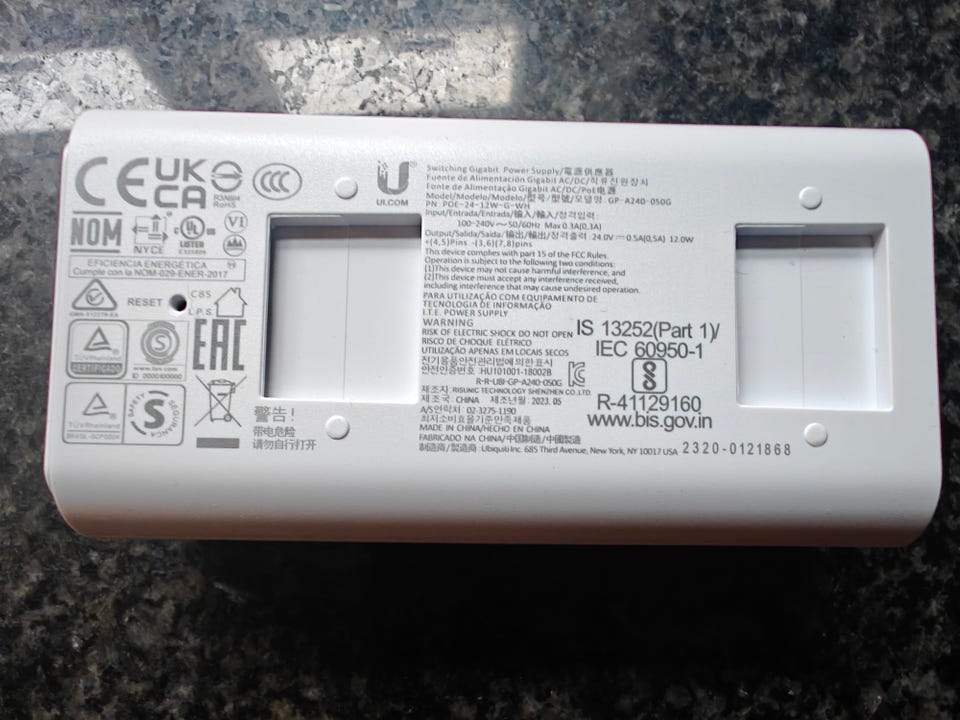 CE UK CA
R3N604
RoHS
CCC
UI.COM
NOM
NYCE
UL
LISTED
VI
EFICIENCIA ENERGÉTICA
Cumple con la NOM-029-ENER-2017
RESET
CBS
L.P.S.
EAC
TÜVRheinland
CERTIFICADO
TÜVRheinland
SAFETY
S
SEGURANÇA
警告!
带电危险
请勿自行打开
Switching Gigabit Power Supply/電源供應器
Fuente de Alimentación Gigabit AC/DC/직류전원장치
Fonte de Alimentação Gigabit AC/DC/PoE电源
Model/Modelo/Modelo/型号/型號/모델명: GP-A240-050G
PN: POE-24-12W-G-WH
Input/Entrada/Entrada/输入/輸入/정격입력:
100-240V~50/60Hz Max 0.3A(0,3A)
Output/Salida/Saída/输出/輸出/정격출력: 24.0V⎓0.5A(0,5A) 12.0W
+(4,5)Pins -(3,6)(7,8)pins
This device complies with part 15 of the FCC Rules.
Operation is subject to the following two conditions:
(1)This device may not cause harmful interference, and
(2)This device must accept any interference received,
including interference that may cause undesired operation.
PARA UTILIZAÇÃO COM EQUIPAMENTO DE
TECNOLOGIA DE INFORMAÇÃO
I.T.E. POWER SUPPLY
WARNING
RISK OF ELECTRIC SHOCK DO NOT OPEN
RISCO DE CHOQUE ELÉTRICO
UTILIZAÇÃO APENAS EM LOCAIS SECOS
전기용품안전관리법에 의한 표시
안전인증번호: HU101001-18002B
R-R-UBI-GP-A240-050G
제조자: RISUNIC TECHNOLOGY SHENZHEN CO.,LTD.
제조국: CHINA 제조년월: 2023. 05
A/S연락처: 02-3275-1190
최저소비효율기준만족제품
MADE IN CHINA/HECHO EN CHINA
FABRICADO NA CHINA/中国制造/中國製造
制造商/製造商: Ubiquiti Inc. 685 Third Avenue, New York, NY 10017 USA
IS 13252(Part 1)/
IEC 60950-1
R-41129160
www.bis.gov.in
2320-0121868